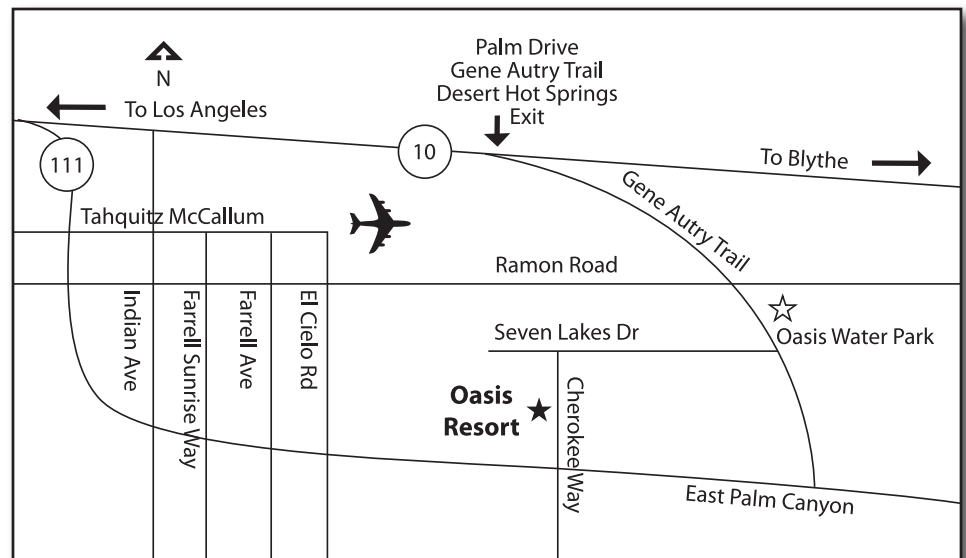 Palm Drive
Gene Autry Trail
Desert Hot Springs
Exit
N
To Los Angeles
10
To Blythe
111
Gene Autry Trail
Tahquitz McCallum
Ramon Road
Indian Ave
Farrell Sunrise Way
Farrell Ave
El Cielo Rd
Seven Lakes Dr
Oasis Water Park
Oasis
Resort
Cherokee Way
East Palm Canyon